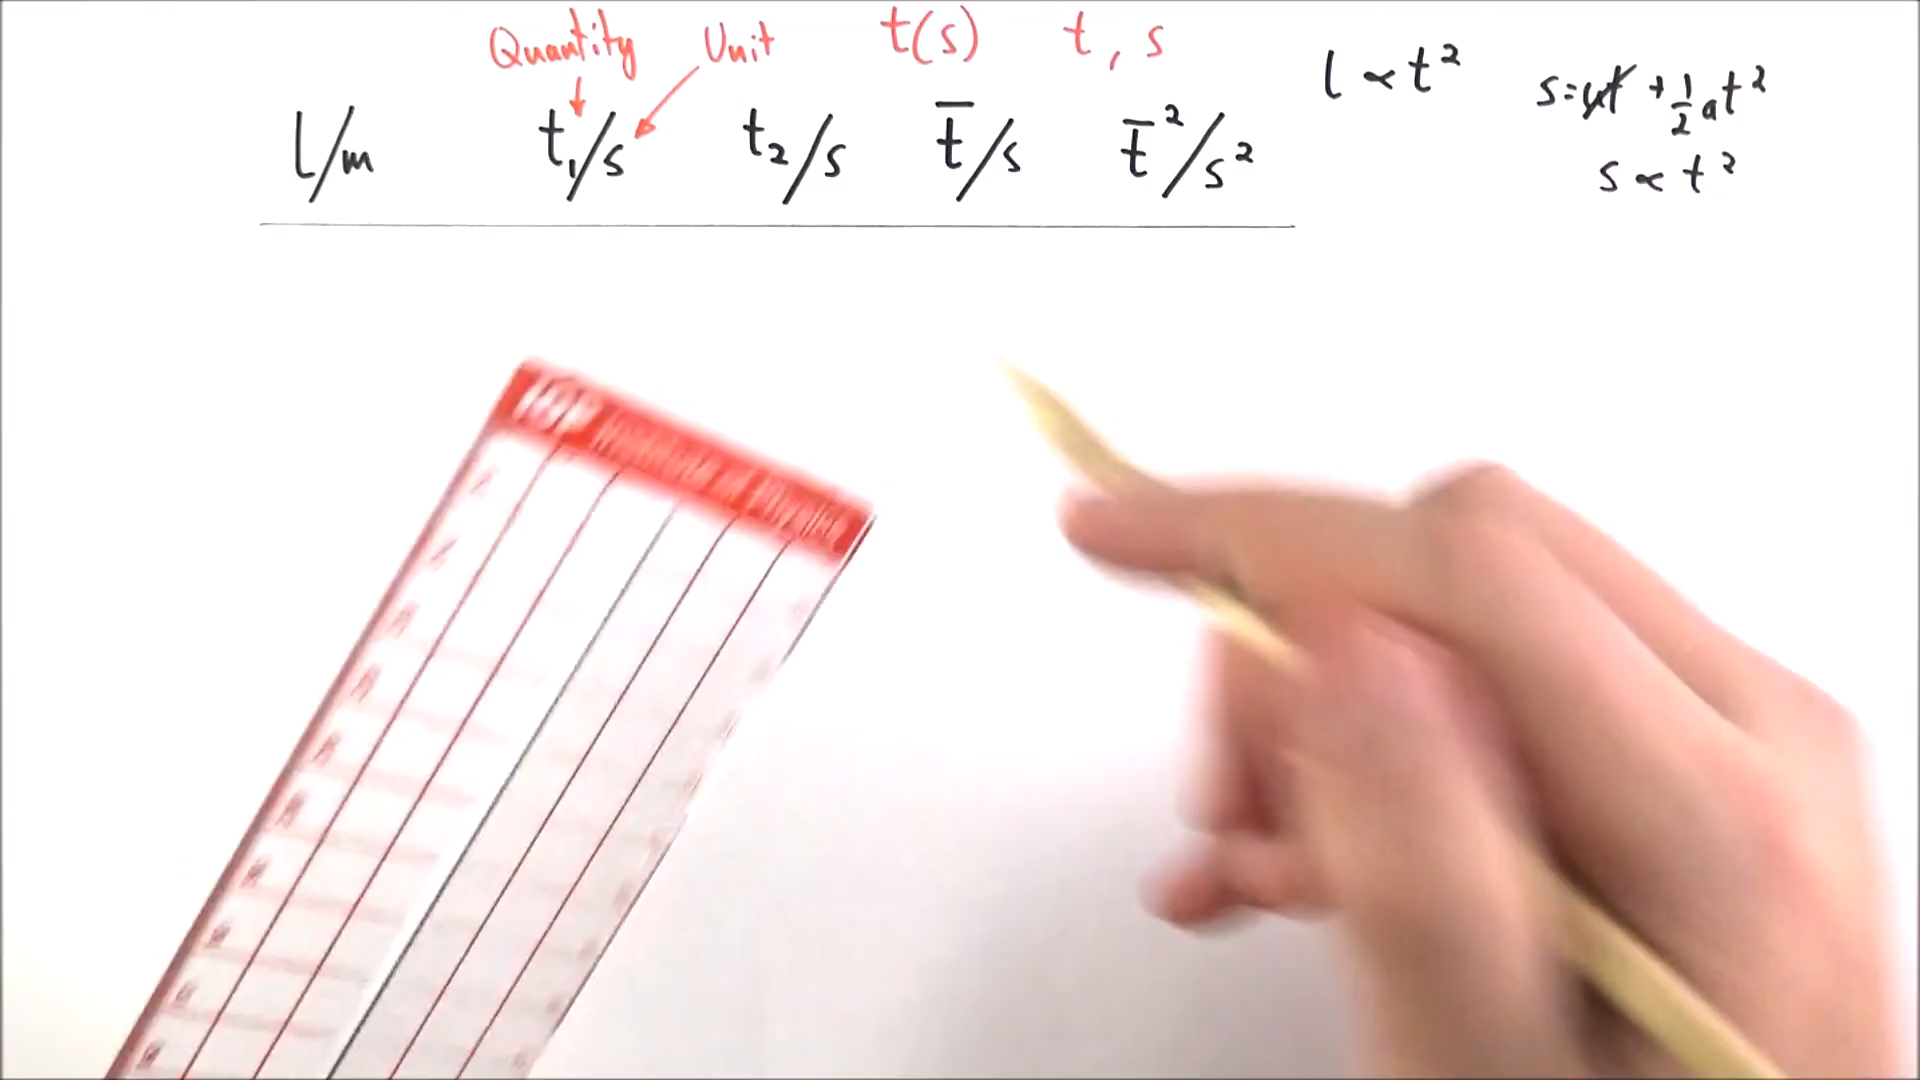 Quantity Unit t(s) t, s
l/m t₁/s t₂/s t̄/s t̄²/s²
l ∝ t² s=ut + ½at²
s ∝ t²